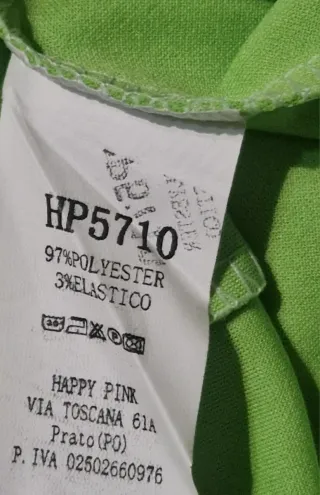 HP5710
97%POLYESTER
3%ELASTICO
HAPPY PINK
VIA TOSCANA 61A
Prato(PO)
P. IVA 02502660976